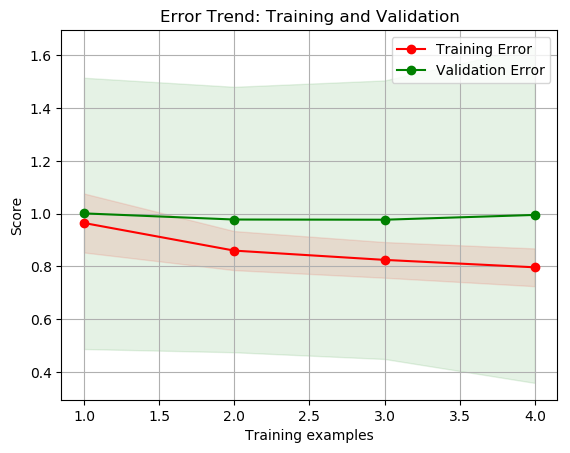 Error Trend: Training and Validation
Training Error
Validation Error
Score
1.6
1.4
1.2
1.0
0.8
0.6
0.4
1.0 1.5 2.0 2.5 3.0 3.5 4.0
Training examples